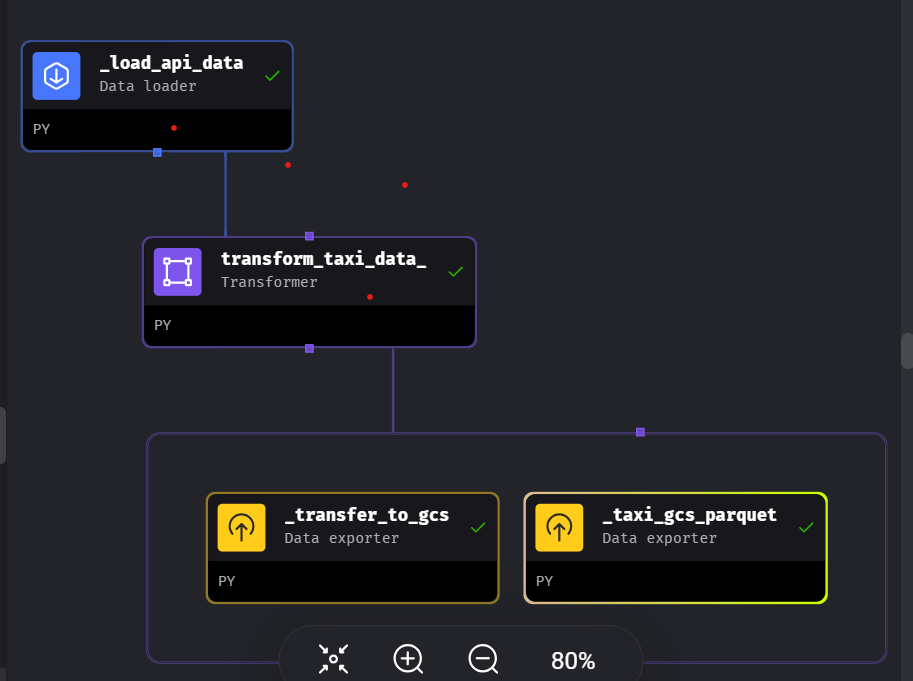 _load_api_data
Data loader
PY
transform_taxi_data_
Transformer
PY
_transfer_to_gcs
Data exporter
PY
_taxi_gcs_parquet
Data exporter
PY
80%